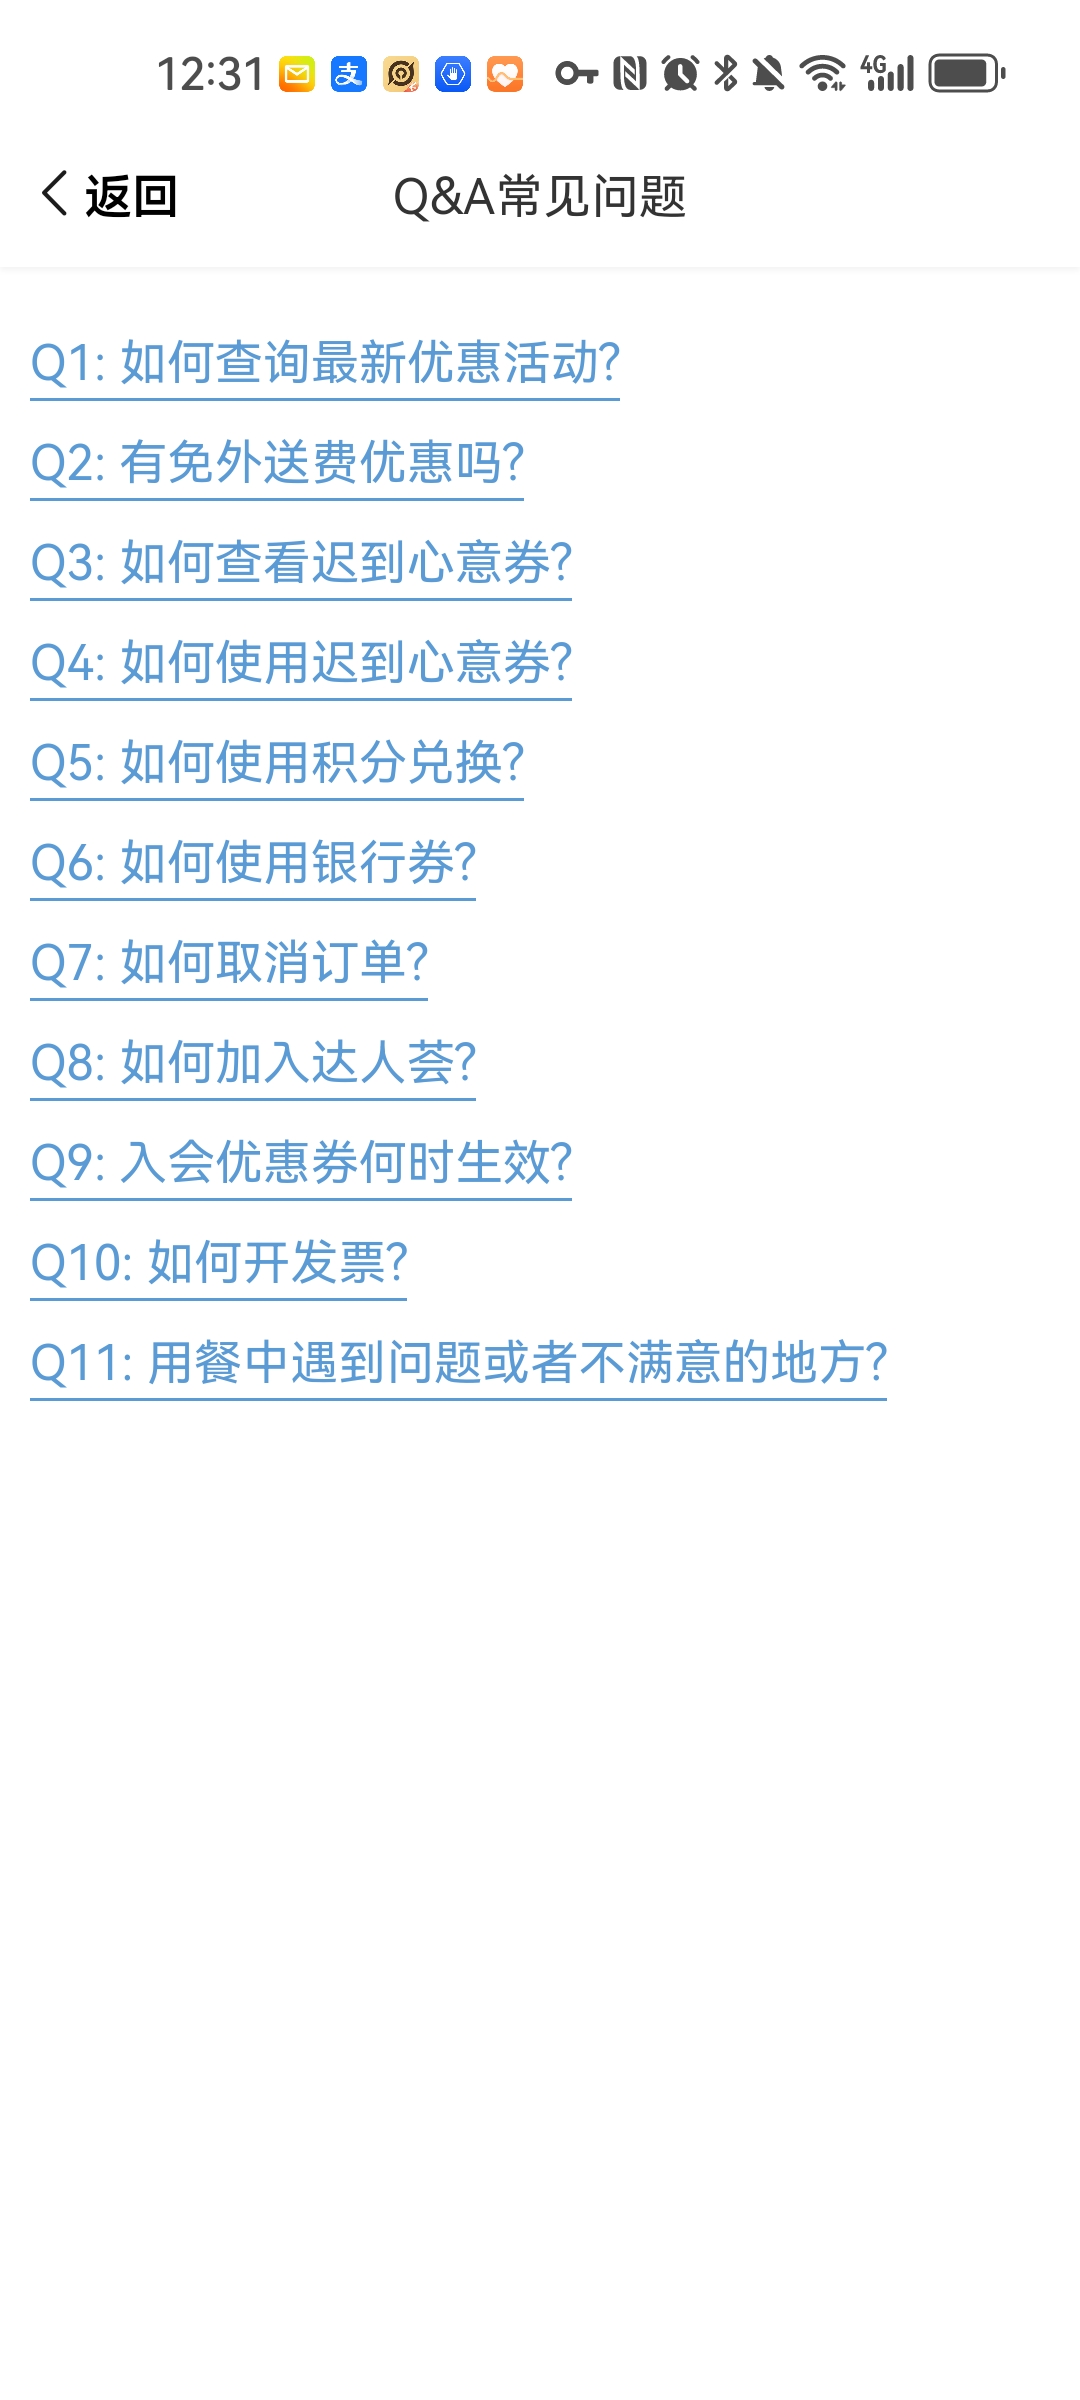 12:31
支
4G
返回
Q&A常见问题
Q1: 如何查询最新优惠活动?
Q2: 有免外送费优惠吗?
Q3: 如何查看迟到心意券?
Q4: 如何使用迟到心意券?
Q5: 如何使用积分兑换?
Q6: 如何使用银行券?
Q7: 如何取消订单?
Q8: 如何加入达人荟?
Q9: 入会优惠券何时生效?
Q10: 如何开发票?
Q11: 用餐中遇到问题或者不满意的地方?